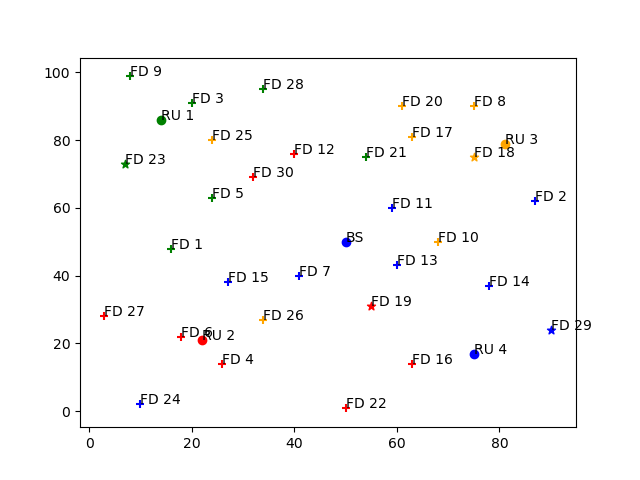 100
80
60
40
20
0
0
20
40
60
80
FD 9
FD 3
FD 28
RU 1
FD 20
FD 8
FD 25
FD 17
RU 3
FD 12
FD 21
FD 18
FD 23
FD 30
FD 5
FD 2
FD 11
FD 1
BS
FD 10
FD 13
FD 15
FD 7
FD 14
FD 19
FD 27
FD 26
FD 29
FD 6
RU 2
RU 4
FD 4
FD 16
FD 24
FD 22